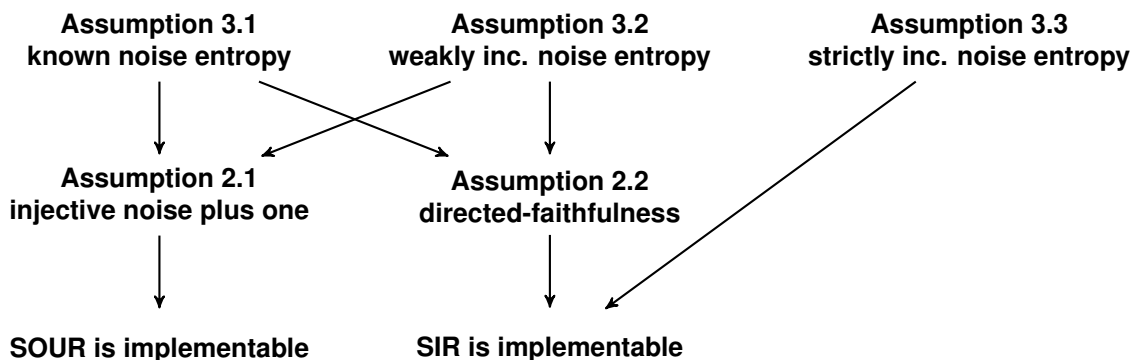 Assumption 3.1
known noise entropy
Assumption 3.2
weakly inc. noise entropy
Assumption 3.3
strictly inc. noise entropy
Assumption 2.1
injective noise plus one
Assumption 2.2
directed-faithfulness
SOUR is implementable
SIR is implementable